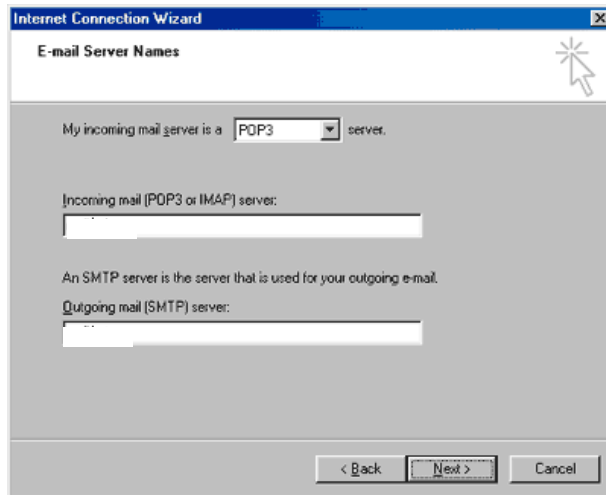 Internet Connection Wizard
E-mail Server Names
My incoming mail server is a POP3 server.
Incoming mail (POP3 or IMAP) server:
An SMTP server is the server that is used for your outgoing e-mail.
Outgoing mail (SMTP) server:
< Back Next > Cancel